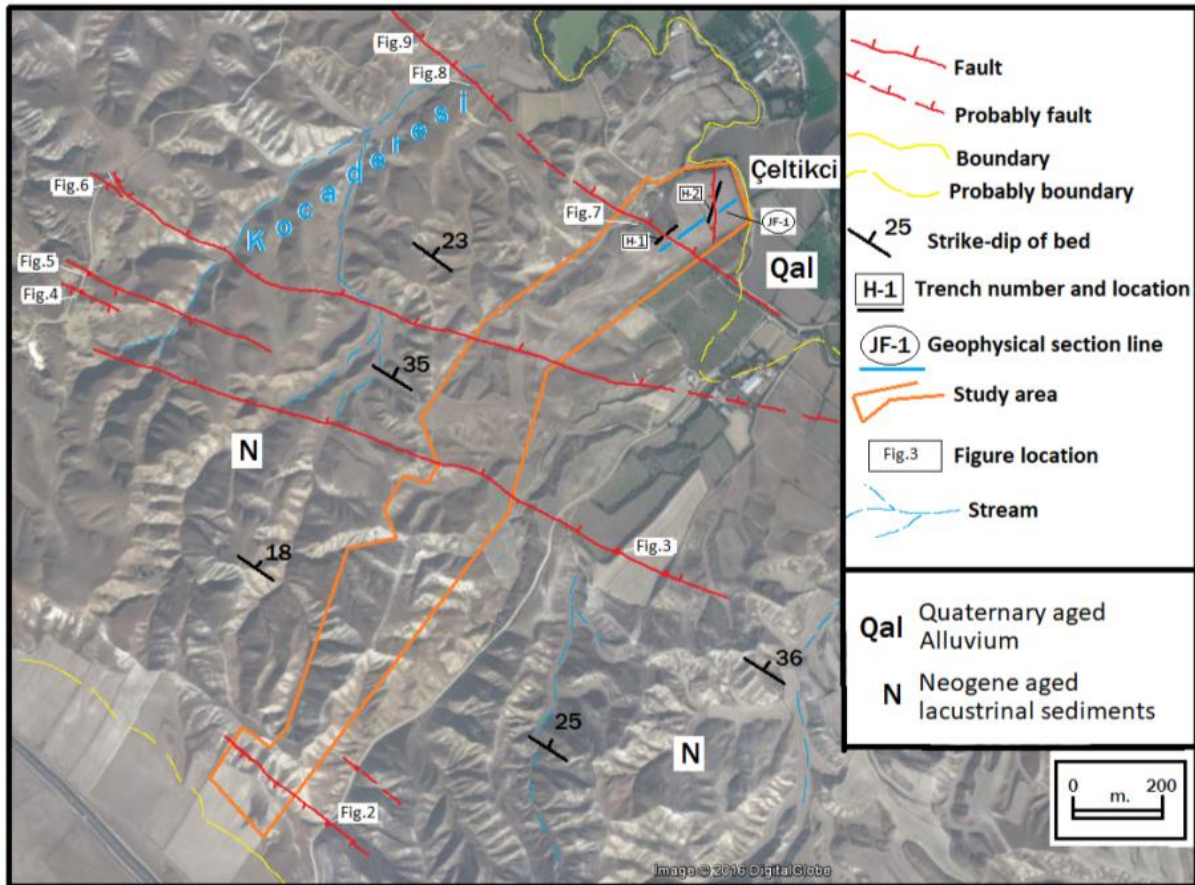 Fig.9
Fig.8
Kocaderesi
Fig.6
Çeltikci
H-2
Fig.7
JF-1
H-1
23
Qal
Fig.5
Fig.4
35
N
18
Fig.3
36
25
N
Fig.2
Image © 2016 DigitalGlobe
Fault
Probably fault
Boundary
Probably boundary
25
Strike-dip of bed
H-1
Trench number and location
JF-1
Geophysical section line
Study area
Fig.3
Figure location
Stream
Qal
Quaternary aged
Alluvium
N
Neogene aged
lacustrinal sediments
0 200
m.